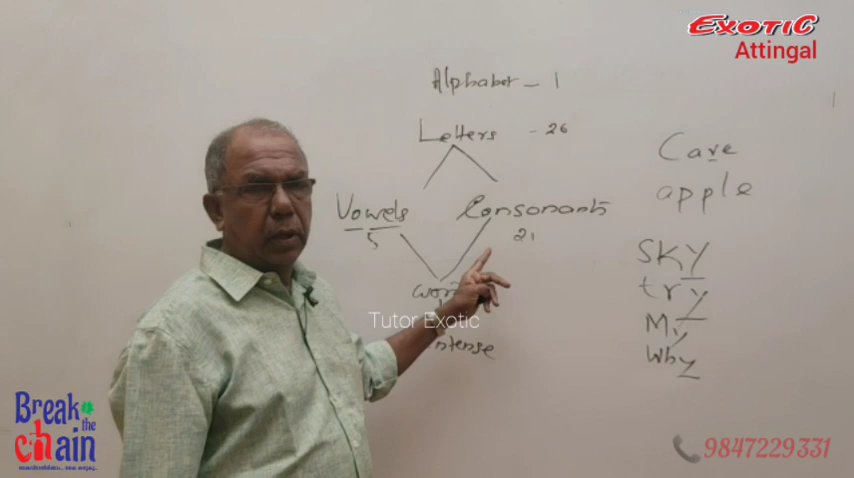 EXOTIC
Attingal
Alphabet - 1
Letters - 26
Vowels Consonants
5 21
Care
apple
Sky
try
My
Why
Tutor Exotic
Break
the
chain
9847229331